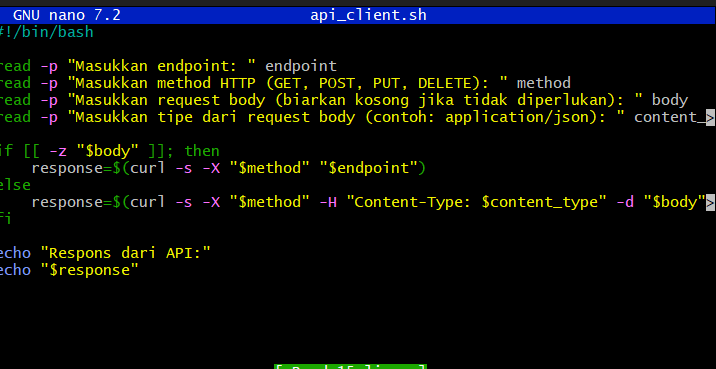 GNU nano 7.2 api_client.sh
#!/bin/bash
read -p "Masukkan endpoint: " endpoint
read -p "Masukkan method HTTP (GET, POST, PUT, DELETE): " method
read -p "Masukkan request body (biarkan kosong jika tidak diperlukan): " body
read -p "Masukkan tipe dari request body (contoh: application/json): " content_>
if [[ -z "$body" ]]; then
response=$(curl -s -X "$method" "$endpoint")
else
response=$(curl -s -X "$method" -H "Content-Type: $content_type" -d "$body">
fi
echo "Respons dari API:"
echo "$response"